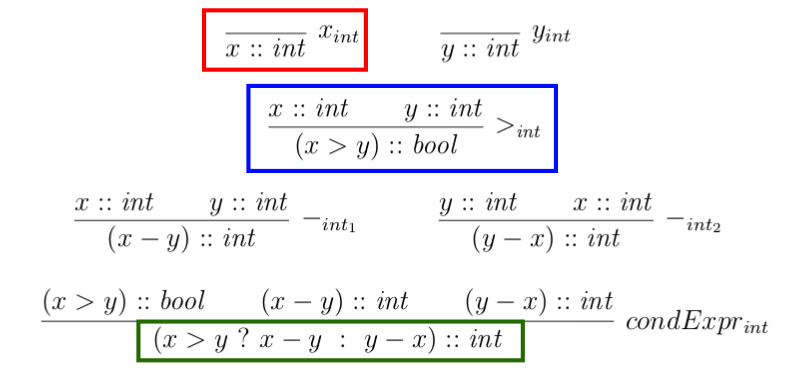 x :: int x_int y :: int y_int
x :: int y :: int
(x > y) :: bool >_int
x :: int y :: int y :: int x :: int
(x − y) :: int −_int₁ (y − x) :: int −_int₂
(x > y) :: bool (x − y) :: int (y − x) :: int
(x > y ? x − y : y − x) :: int condExpr_int